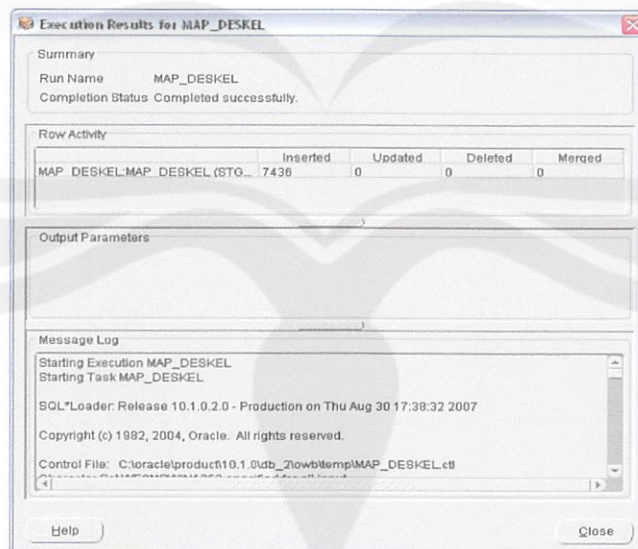 Execution Results for MAP_DESKEL
Summary
Run Name MAP_DESKEL
Completion Status Completed successfully.
Row Activity
Inserted Updated Deleted Merged
MAP_DESKEL:MAP_DESKEL (STG... 7436 0 0 0
Output Parameters
Message Log
Starting Execution MAP_DESKEL
Starting Task MAP_DESKEL
SQL*Loader: Release 10.1.0.2.0 - Production on Thu Aug 30 17:38:32 2007
Copyright (c) 1982, 2004, Oracle. All rights reserved.
Control File: C:\oracle\product\10.1.0\db_2\owb\temp\MAP_DESKEL.ctl
Help Close